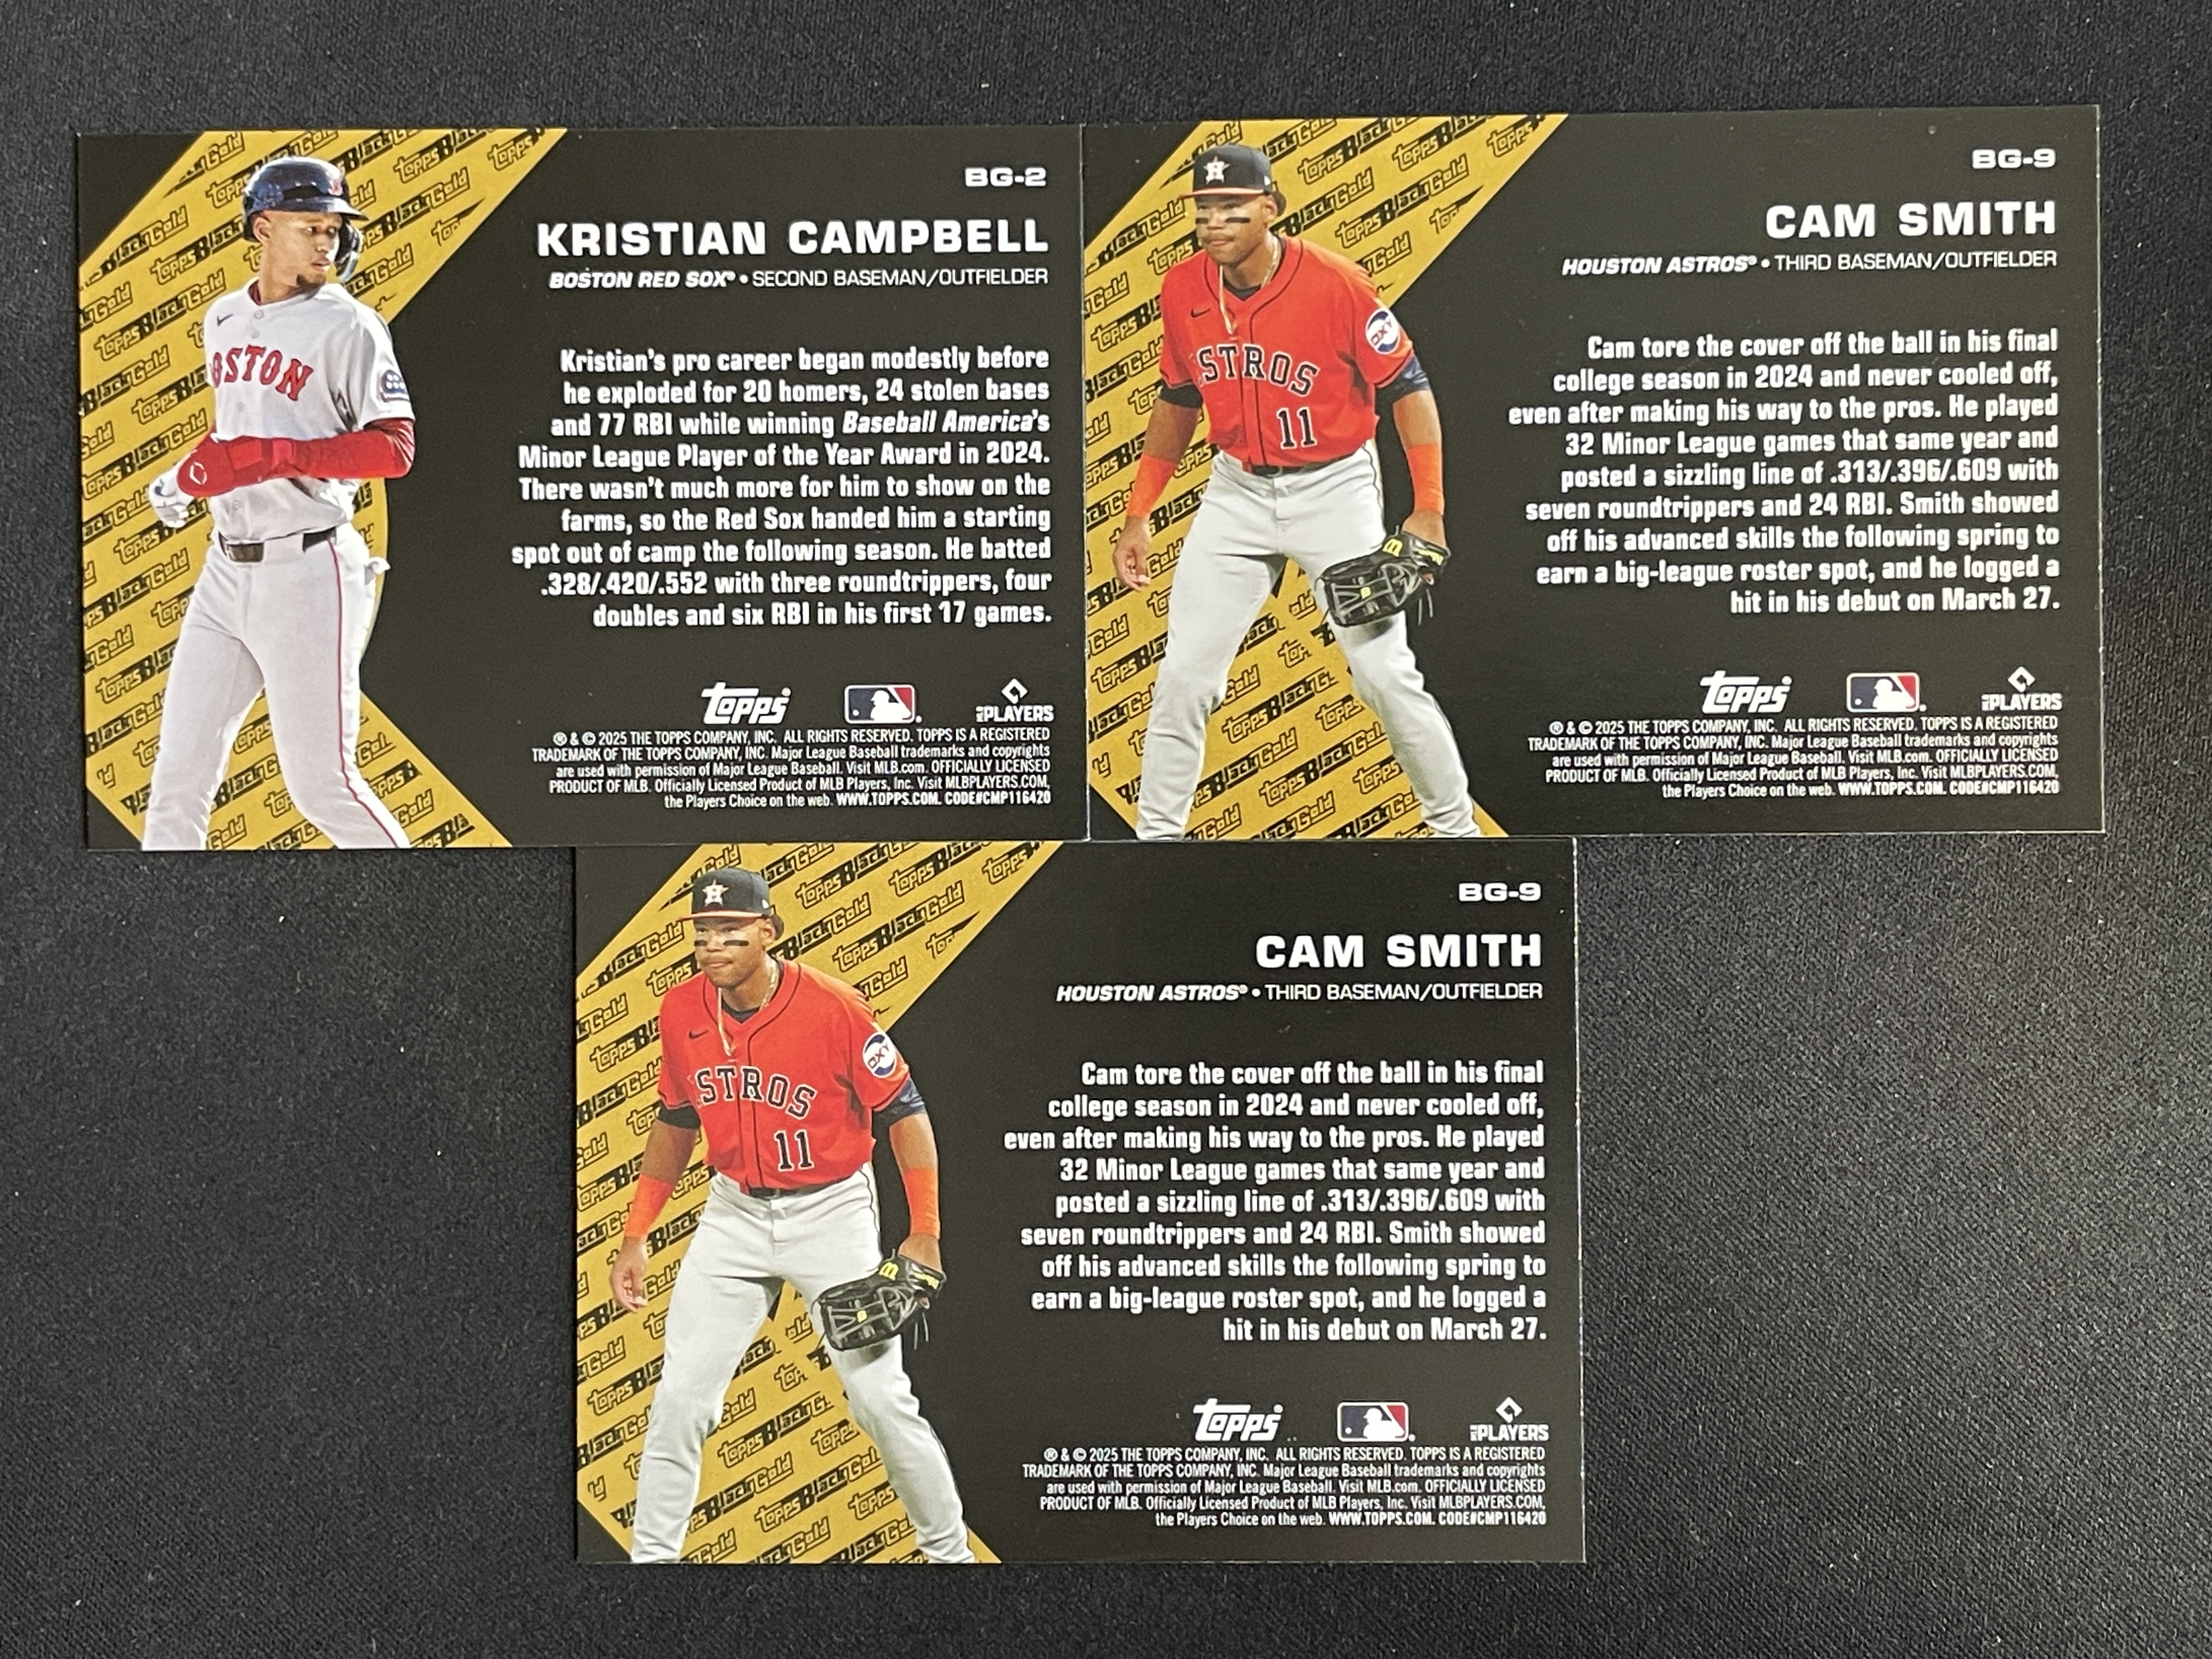 BG-2
KRISTIAN CAMPBELL
BOSTON RED SOX® • SECOND BASEMAN/OUTFIELDER
Kristian's pro career began modestly before
he exploded for 20 homers, 24 stolen bases
and 77 RBI while winning Baseball America's
Minor League Player of the Year Award in 2024.
There wasn't much more for him to show on the
farms, so the Red Sox handed him a starting
spot out of camp the following season. He batted
.328/.420/.552 with three roundtrippers, four
doubles and six RBI in his first 17 games.
Topps
PLAYERS
® & © 2025 THE TOPPS COMPANY, INC. ALL RIGHTS RESERVED. TOPPS IS A REGISTERED
TRADEMARK OF THE TOPPS COMPANY, INC. Major League Baseball trademarks and copyrights
are used with permission of Major League Baseball. Visit MLB.com. OFFICIALLY LICENSED
PRODUCT OF MLB. Officially Licensed Product of MLB Players, Inc. Visit MLBPLAYERS.COM,
the Players Choice on the web. WWW.TOPPS.COM. CODE#CMP116420
OSTON
Topps Black Gold
BG-9
CAM SMITH
HOUSTON ASTROS® • THIRD BASEMAN/OUTFIELDER
Cam tore the cover off the ball in his final
college season in 2024 and never cooled off,
even after making his way to the pros. He played
32 Minor League games that same year and
posted a sizzling line of .313/.396/.609 with
seven roundtrippers and 24 RBI. Smith showed
off his advanced skills the following spring to
earn a big-league roster spot, and he logged a
hit in his debut on March 27.
Topps
PLAYERS
® & © 2025 THE TOPPS COMPANY, INC. ALL RIGHTS RESERVED. TOPPS IS A REGISTERED
TRADEMARK OF THE TOPPS COMPANY, INC. Major League Baseball trademarks and copyrights
are used with permission of Major League Baseball. Visit MLB.com. OFFICIALLY LICENSED
PRODUCT OF MLB. Officially Licensed Product of MLB Players, Inc. Visit MLBPLAYERS.COM,
the Players Choice on the web. WWW.TOPPS.COM. CODE#CMP116420
H
OXY
STROS
11
Topps Black Gold
BG-9
CAM SMITH
HOUSTON ASTROS® • THIRD BASEMAN/OUTFIELDER
Cam tore the cover off the ball in his final
college season in 2024 and never cooled off,
even after making his way to the pros. He played
32 Minor League games that same year and
posted a sizzling line of .313/.396/.609 with
seven roundtrippers and 24 RBI. Smith showed
off his advanced skills the following spring to
earn a big-league roster spot, and he logged a
hit in his debut on March 27.
Topps
PLAYERS
® & © 2025 THE TOPPS COMPANY, INC. ALL RIGHTS RESERVED. TOPPS IS A REGISTERED
TRADEMARK OF THE TOPPS COMPANY, INC. Major League Baseball trademarks and copyrights
are used with permission of Major League Baseball. Visit MLB.com. OFFICIALLY LICENSED
PRODUCT OF MLB. Officially Licensed Product of MLB Players, Inc. Visit MLBPLAYERS.COM,
the Players Choice on the web. WWW.TOPPS.COM. CODE#CMP116420
H
OXY
STROS
11
Topps Black Gold